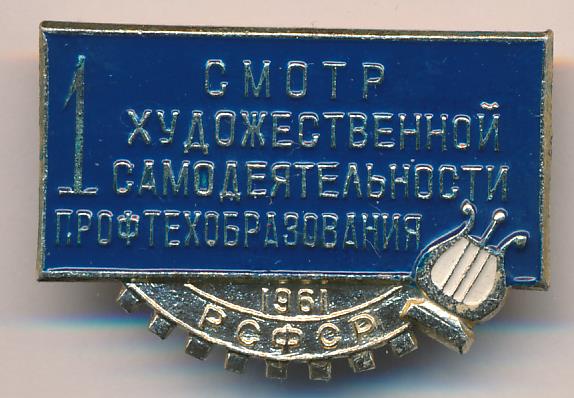 1 СМОТР
ХУДОЖЕСТВЕННОЙ
САМОДЕЯТЕЛЬНОСТИ
ПРОФТЕХОБРАЗОВАНИЯ
1961
РСФСР